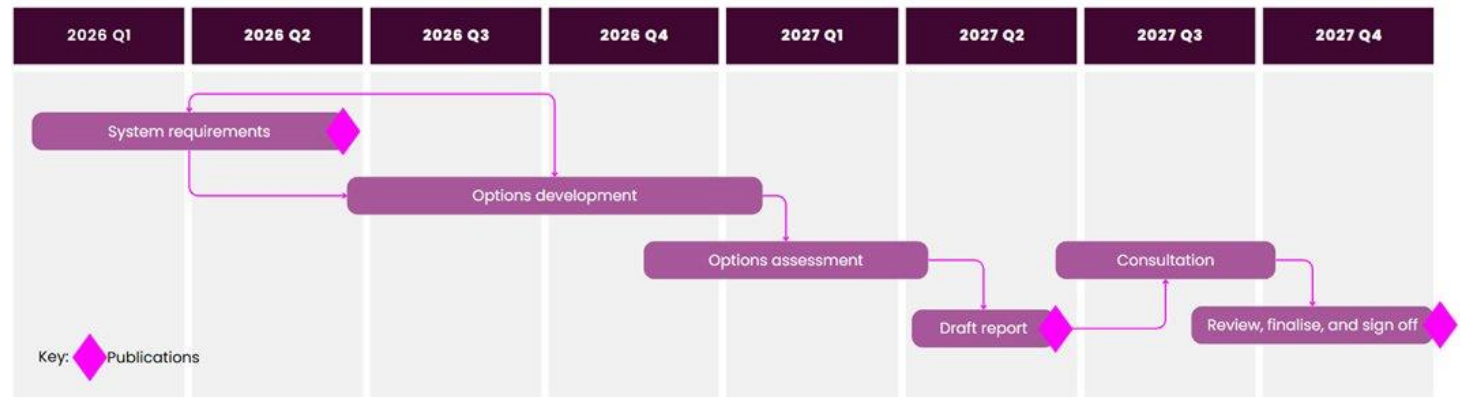 2026 Q1
2026 Q2
2026 Q3
2026 Q4
2027 Q1
2027 Q2
2027 Q3
2027 Q4
System requirements
Options development
Options assessment
Consultation
Draft report
Review, finalise, and sign off
Key:
Publications